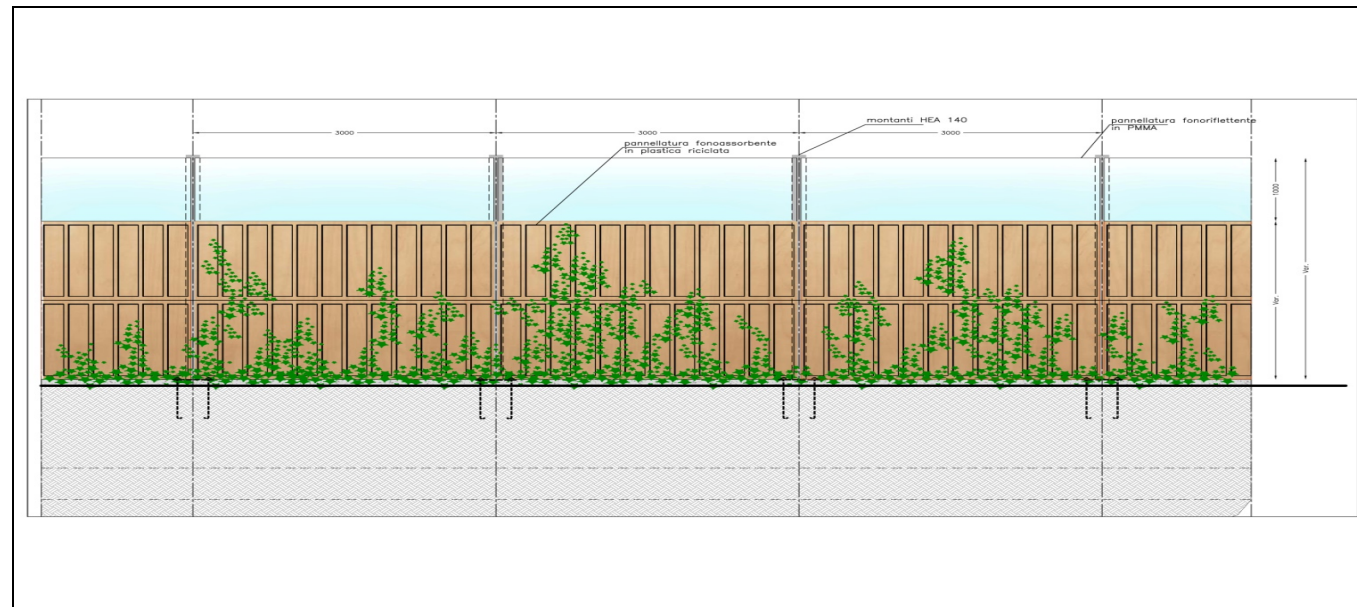 3000
3000
3000
montanti HEA 140
pannellatura fonoriflettente
in PMMA
pannellatura fonoassorbente
in plastica riciclata
1000
Var.
Var.